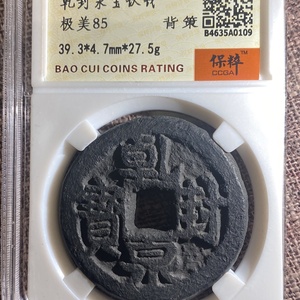 乾封泉宝铁钱
极美85 背策
39.3*4.7mm*27.5g
B4635A0109
BAO CUI COINS RATING
保粹
CCGA
TM
乾封泉寶